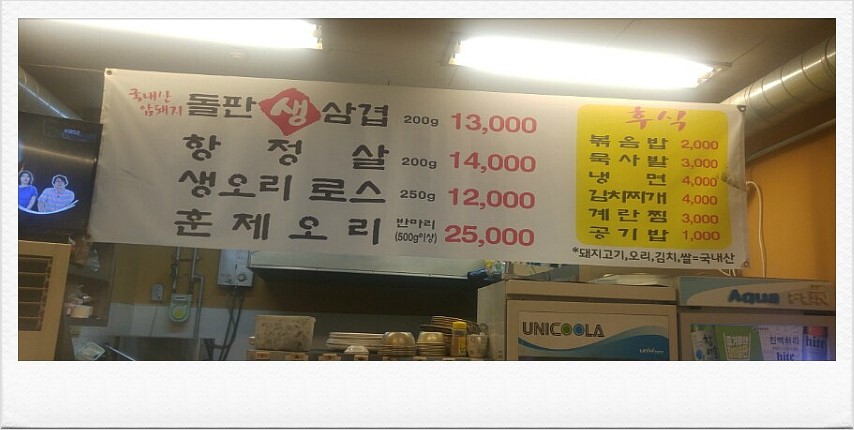 국내산
암돼지
돌판 생 삼겹 200g 13,000
항정살 200g 14,000
생오리로스 250g 12,000
훈제오리 반마리 (500g이상) 25,000
후식
볶음밥 2,000
묵사발 3,000
냉면 4,000
김치찌개 4,000
계란찜 3,000
공기밥 1,000
*돼지고기,오리,김치,쌀=국내산
UNICOOLA
Aqua
hite